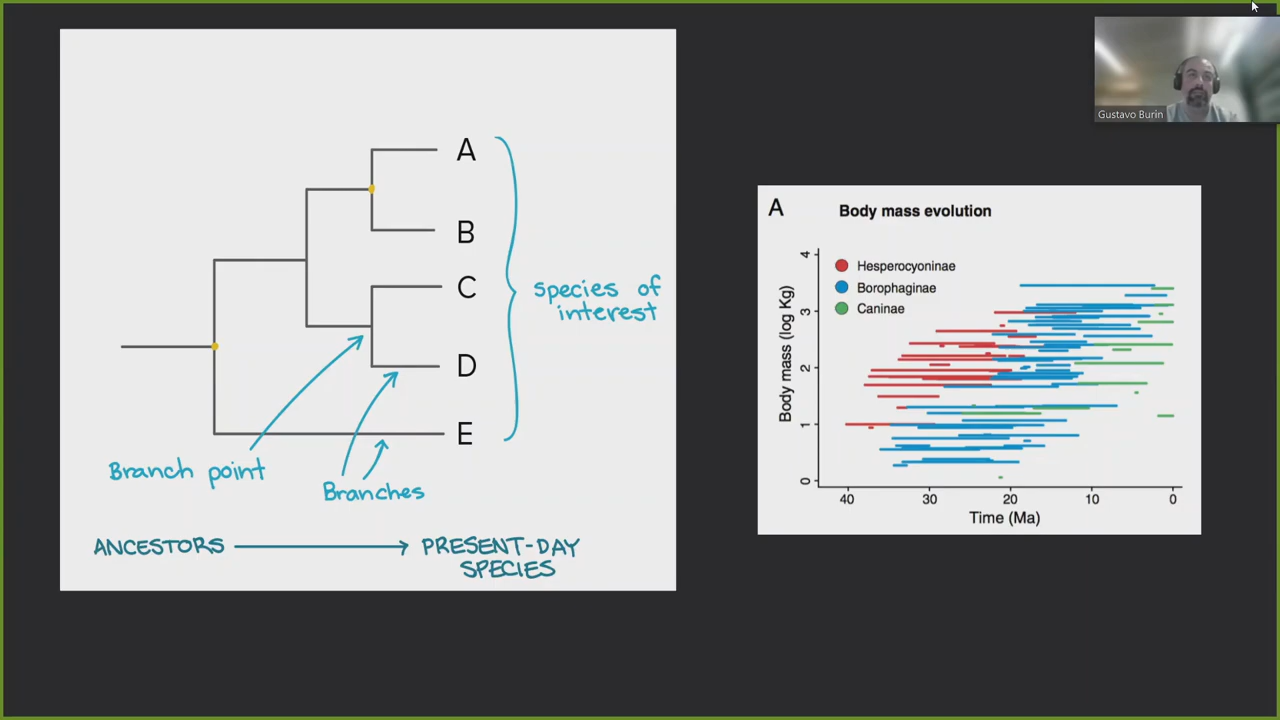 A
B
C
D
E
species of
interest
Branch point
Branches
ANCESTORS
PRESENT-DAY
SPECIES
Gustavo Burin
A
Body mass evolution
Hesperocyoninae
Borophaginae
Caninae
Body mass (log Kg)
4
3
2
1
0
40 30 20 10 0
Time (Ma)